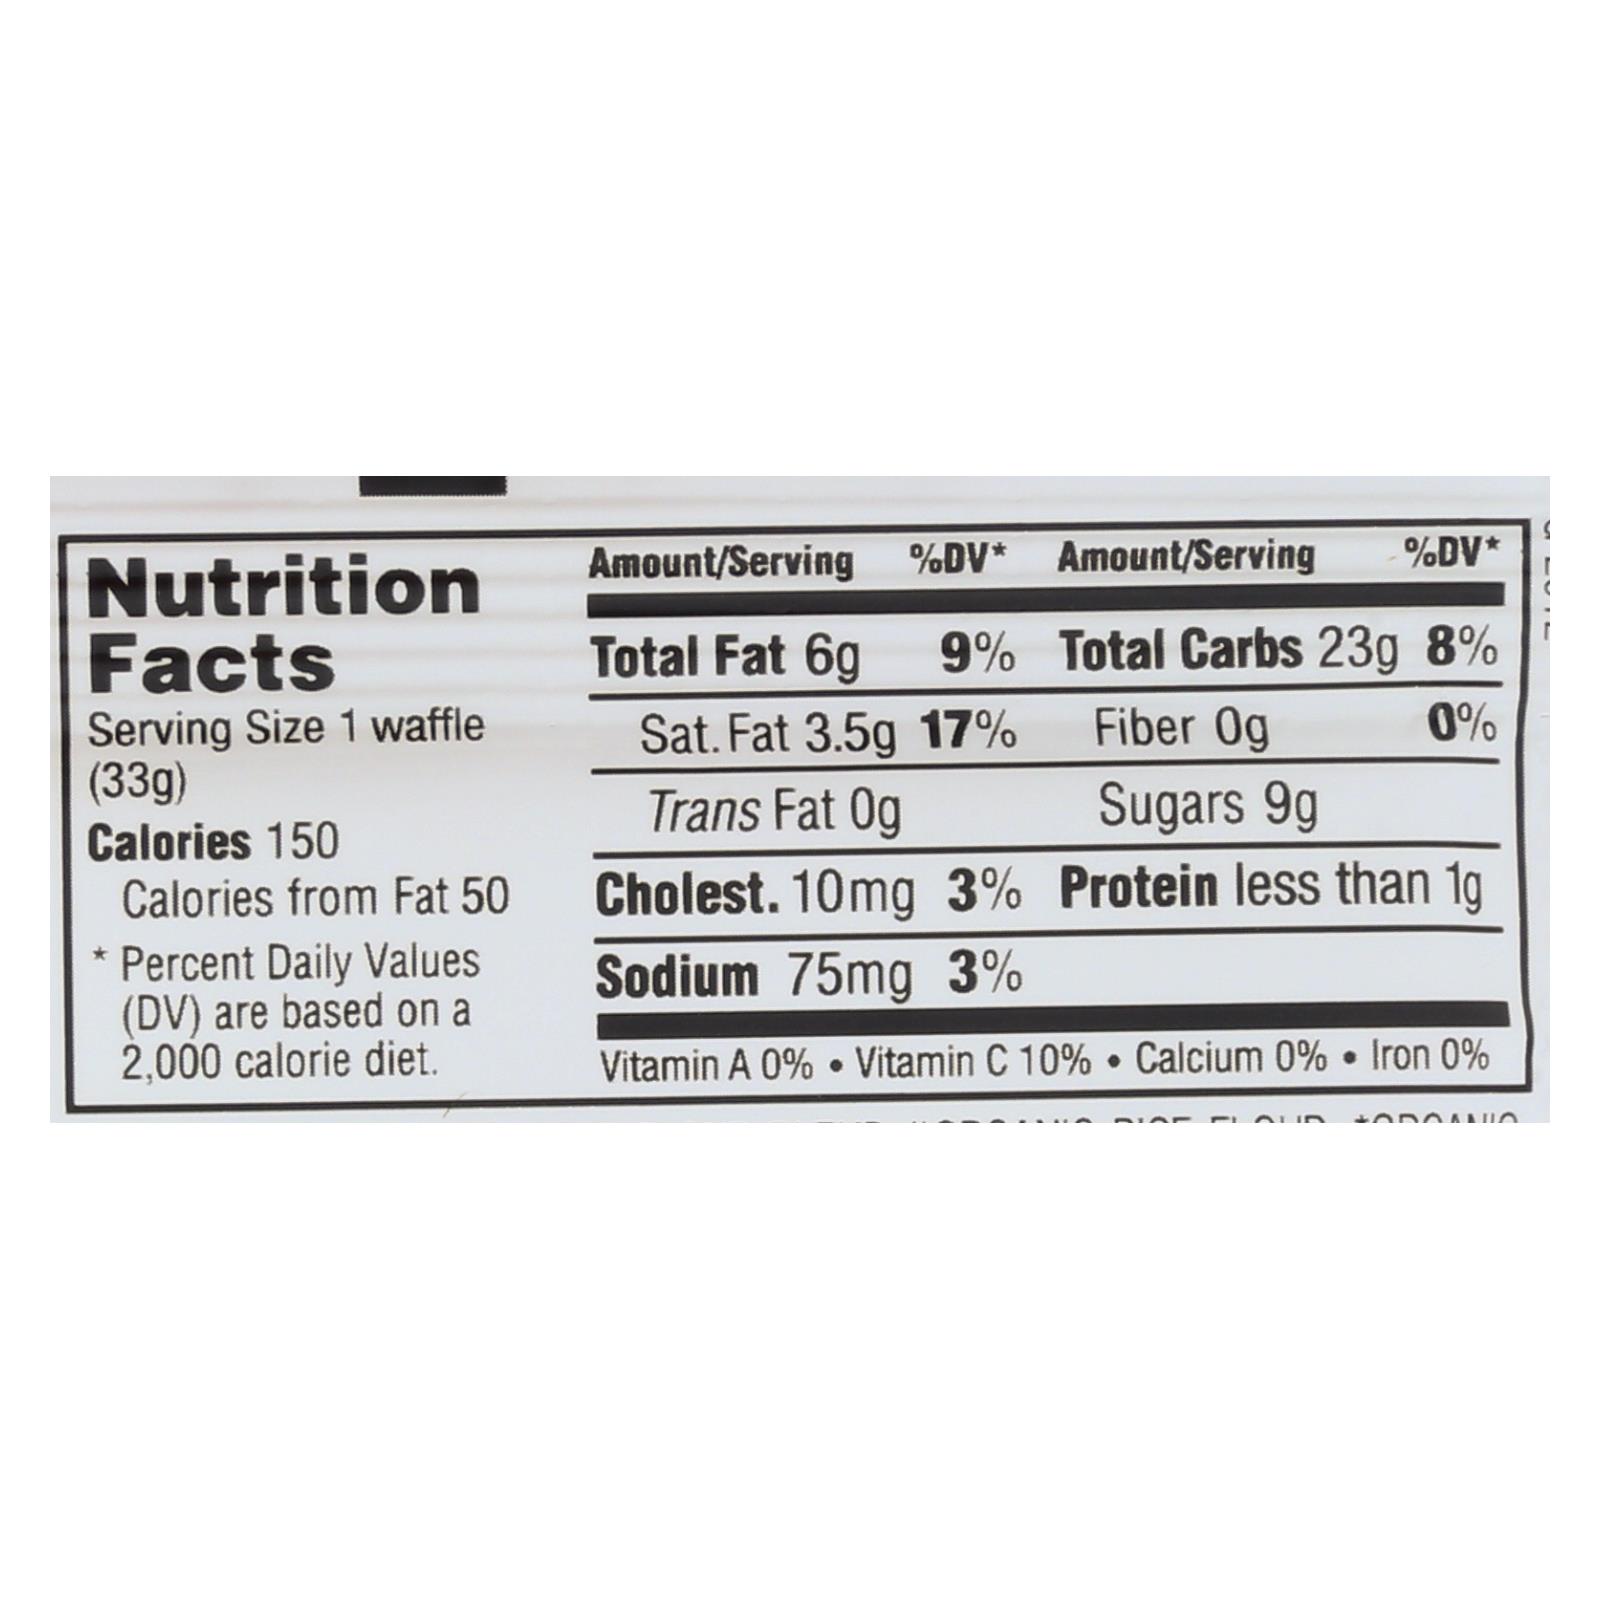 Nutrition
Facts
Serving Size 1 waffle
(33g)
Calories 150
Calories from Fat 50
* Percent Daily Values
(DV) are based on a
2,000 calorie diet.
Amount/Serving %DV* Amount/Serving %DV*
Total Fat 6g 9% Total Carbs 23g 8%
Sat. Fat 3.5g 17% Fiber 0g 0%
Trans Fat 0g Sugars 9g
Cholest. 10mg 3% Protein less than 1g
Sodium 75mg 3%
Vitamin A 0% • Vitamin C 10% • Calcium 0% • Iron 0%